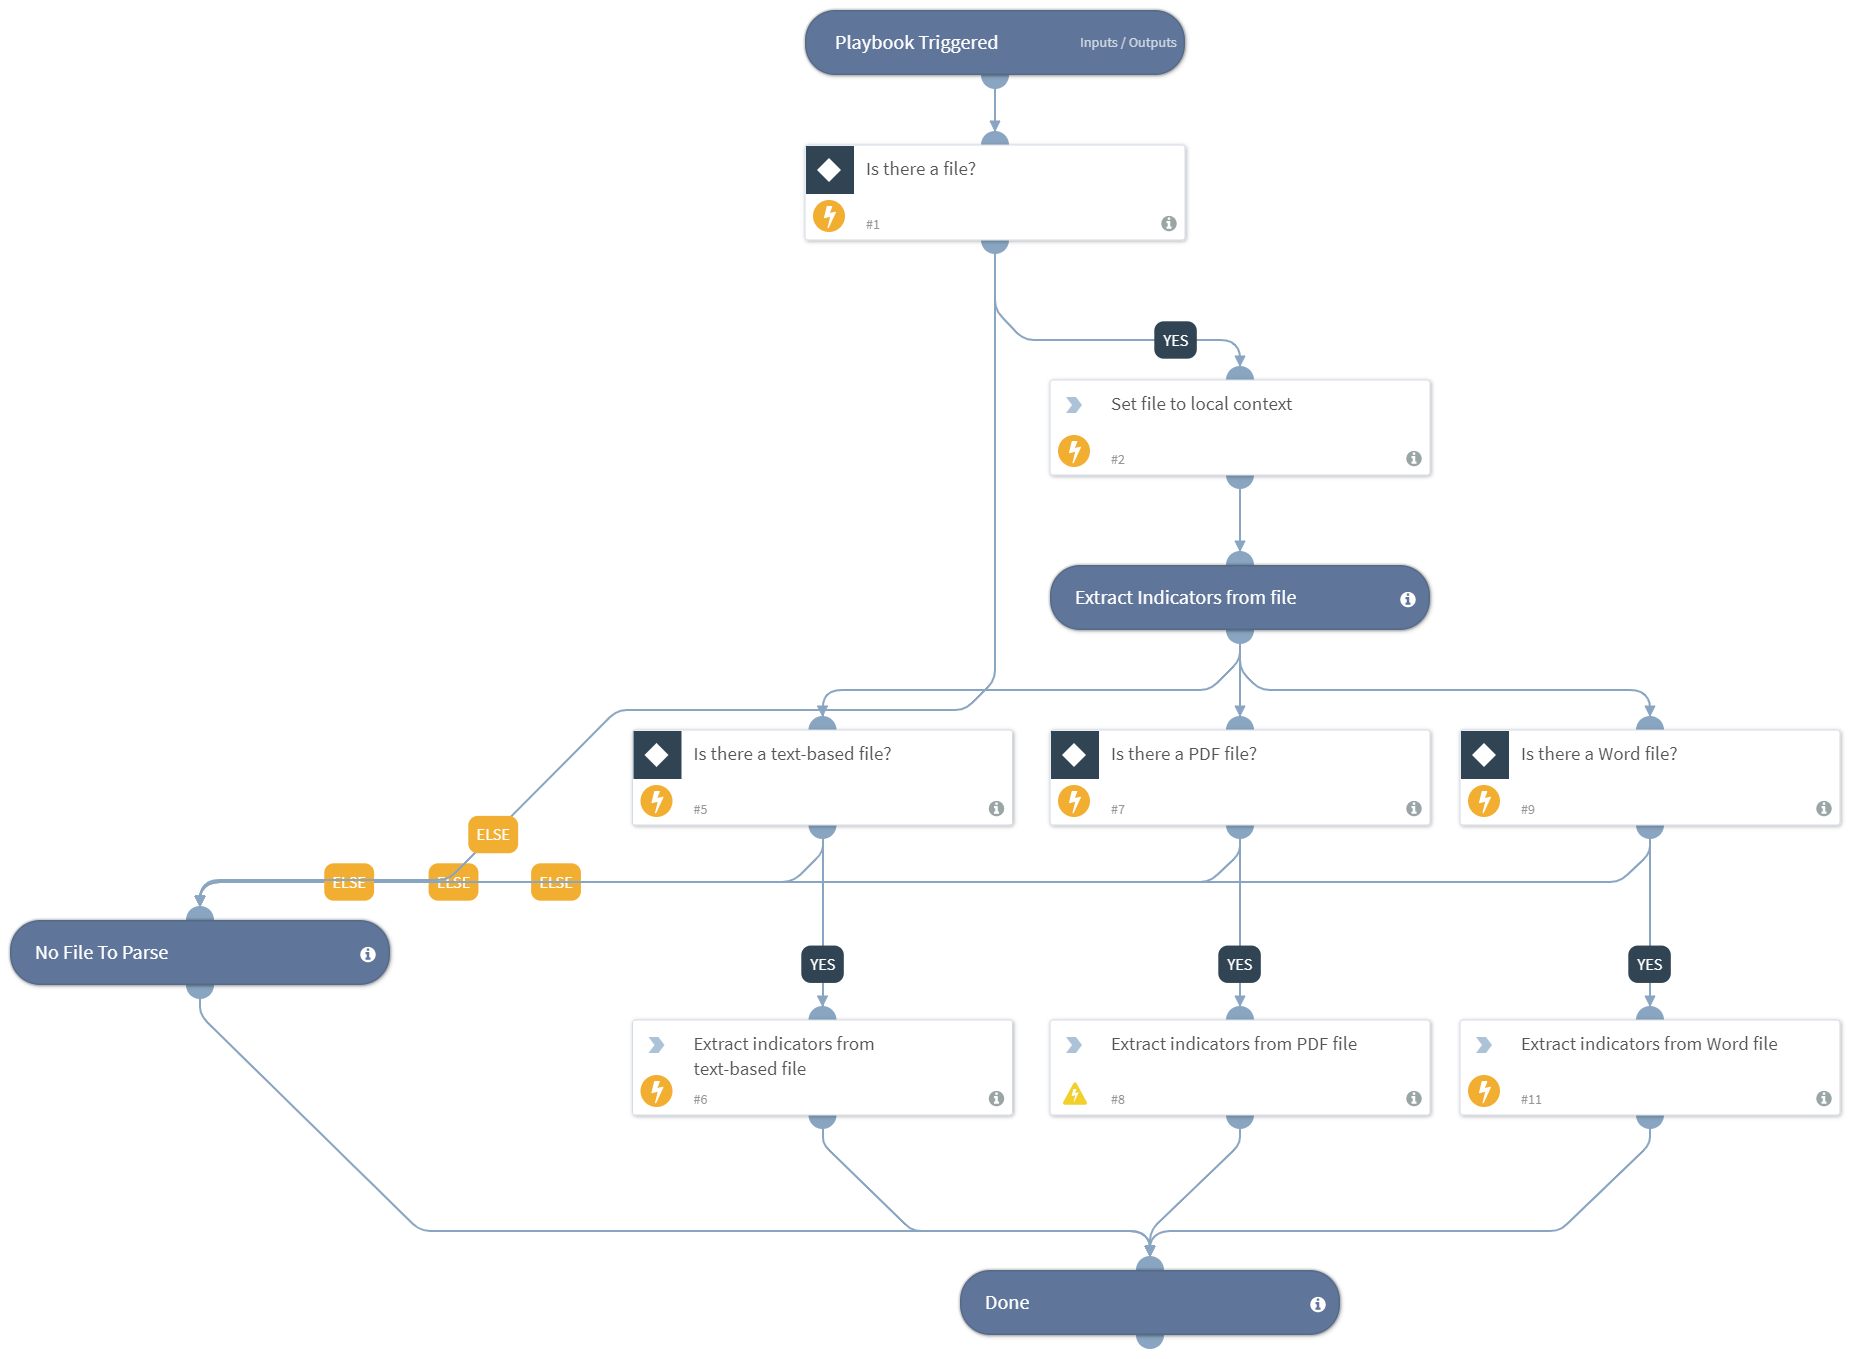 Playbook Triggered
Inputs / Outputs
Is there a file?
#1
YES
Set file to local context
#2
Extract Indicators from file
Is there a text-based file?
#5
Is there a PDF file?
#7
Is there a Word file?
#9
ELSE
ELSE
ELSE
ELSE
No File To Parse
YES
YES
YES
Extract indicators from
text-based file
#6
Extract indicators from PDF file
#8
Extract indicators from Word file
#11
Done